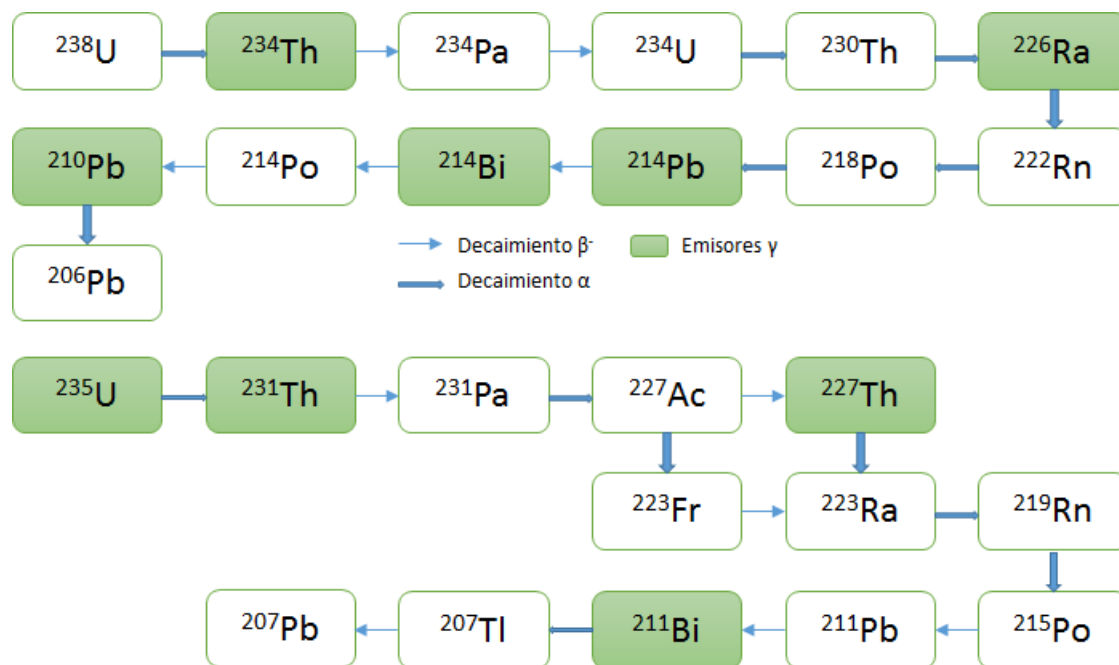 238U 234Th 234Pa 234U 230Th 226Ra
210Pb 214Po 214Bi 214Pb 218Po 222Rn
Decaimiento β- Emisores γ
206Pb Decaimiento α
235U 231Th 231Pa 227Ac 227Th
223Fr 223Ra 219Rn
207Pb 207Tl 211Bi 211Pb 215Po